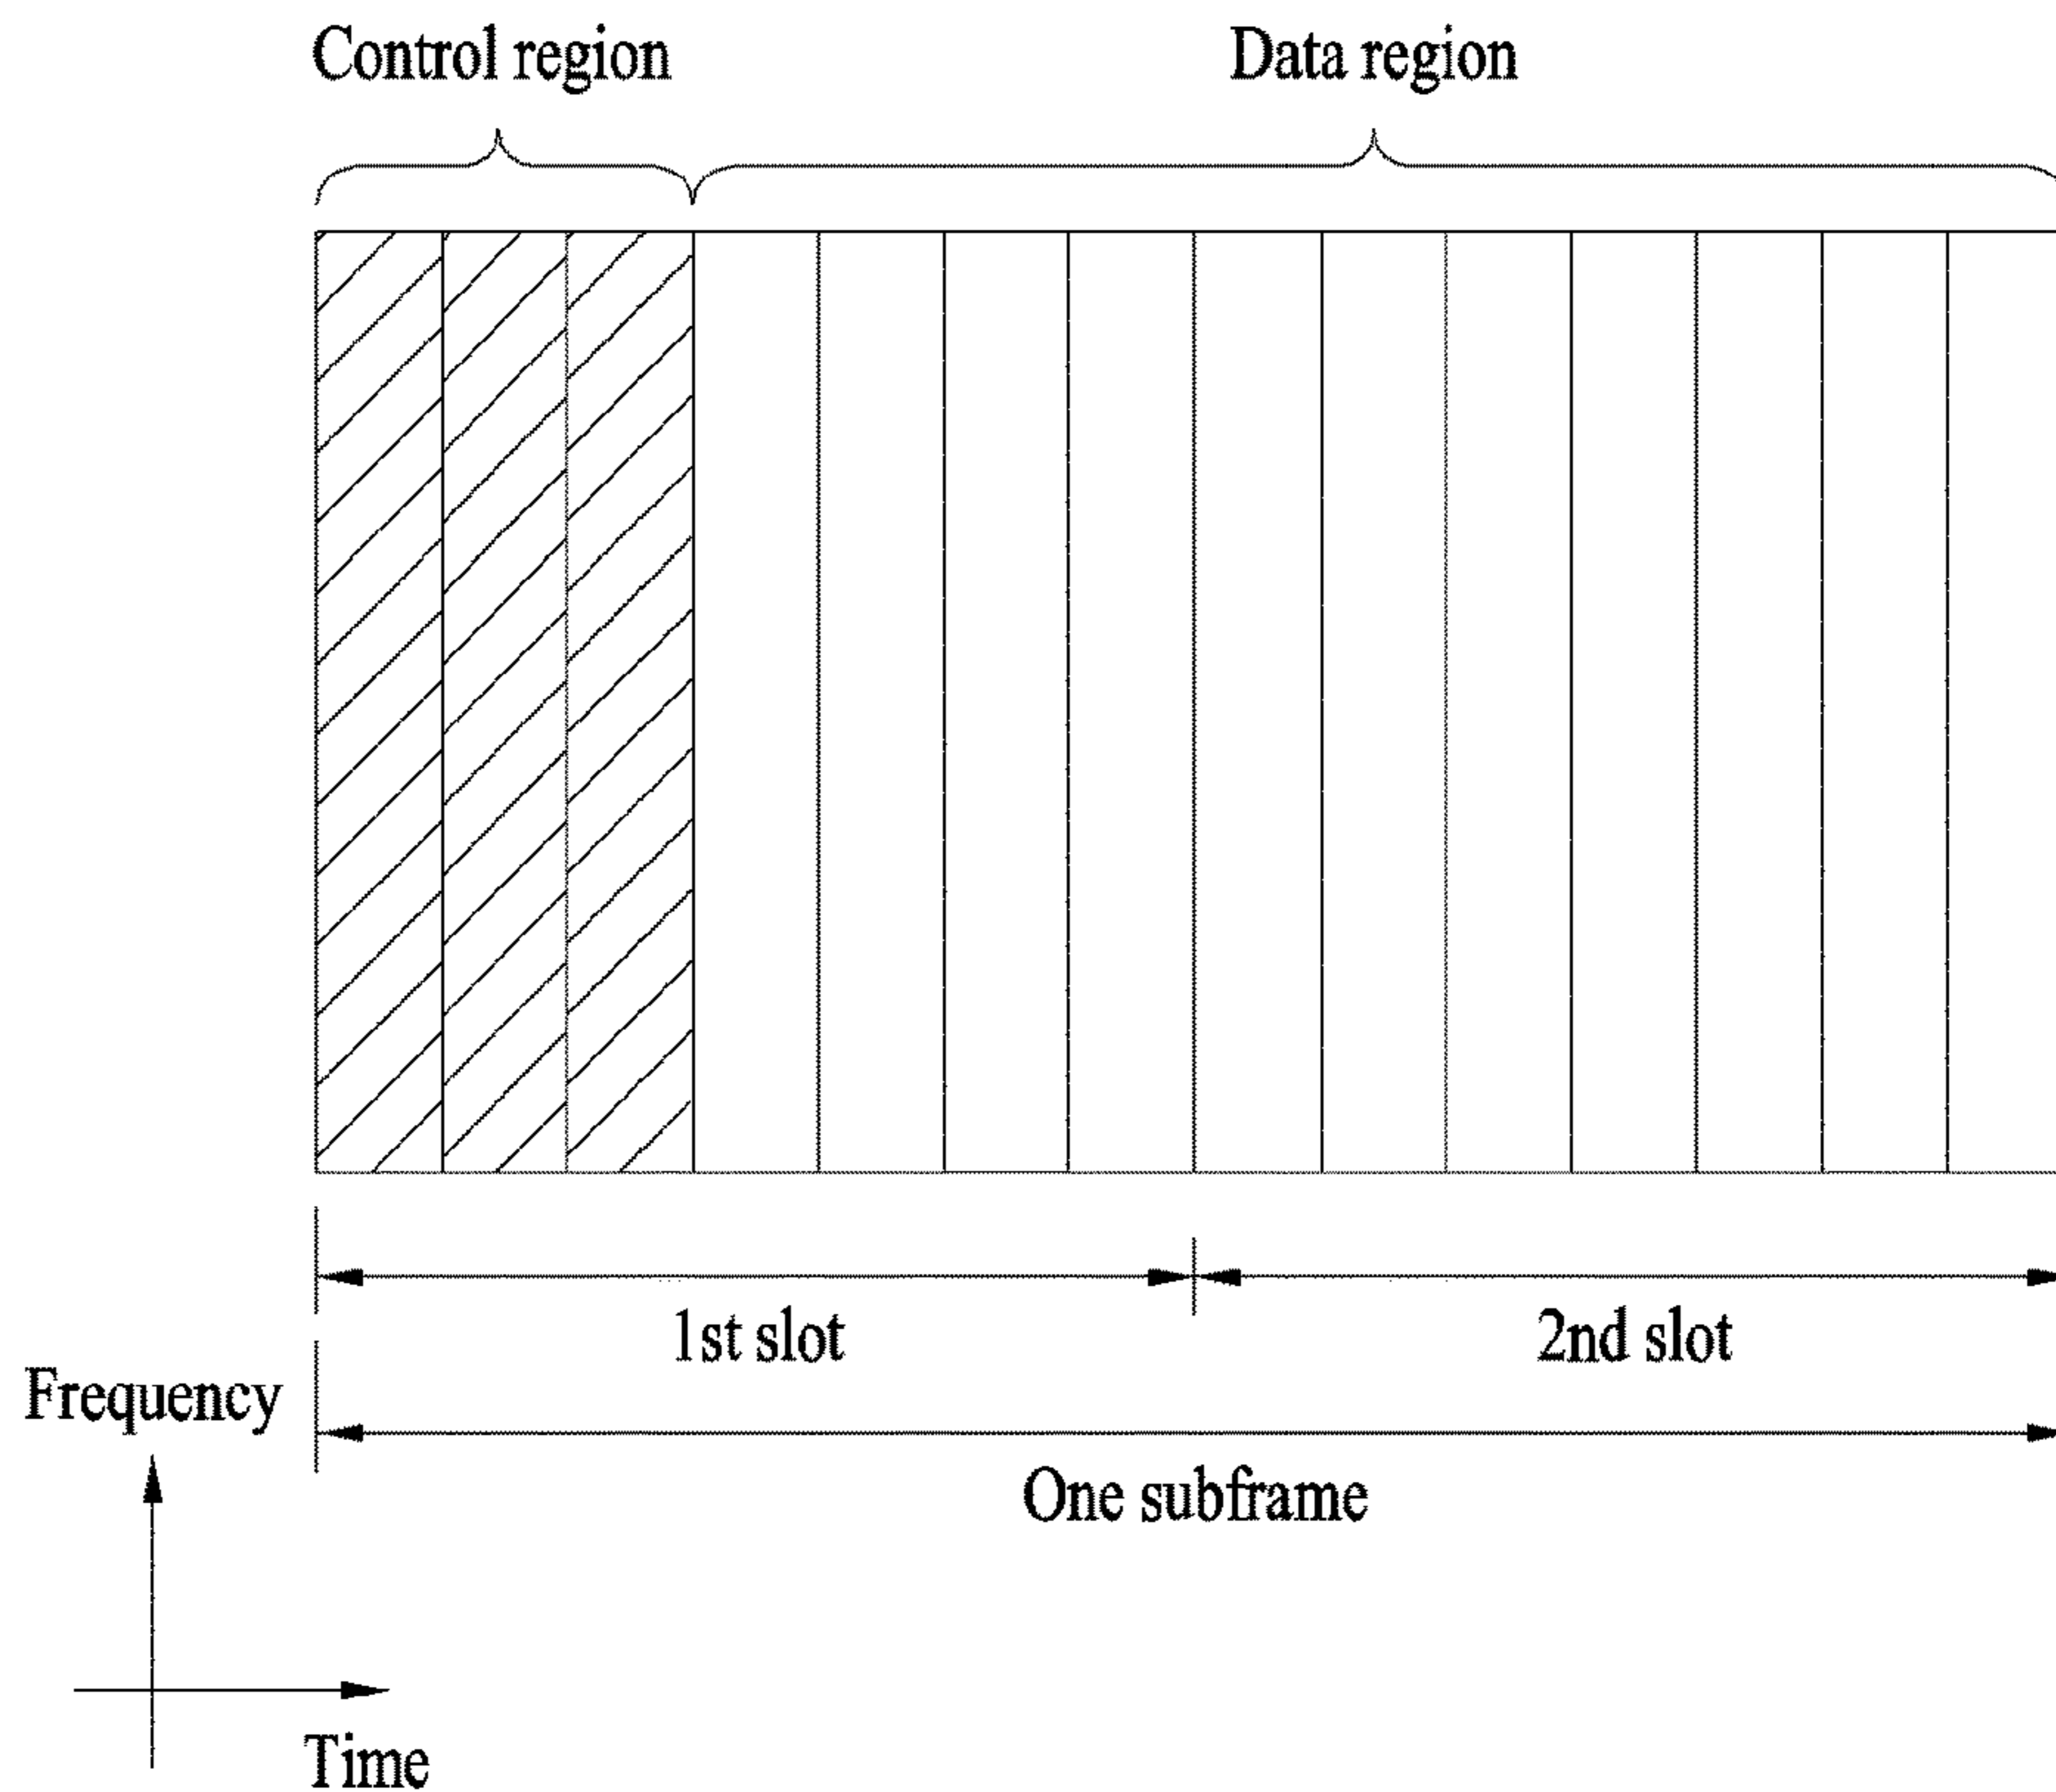 Control region
Data region
1st slot
2nd slot
Frequency
One subframe
Time